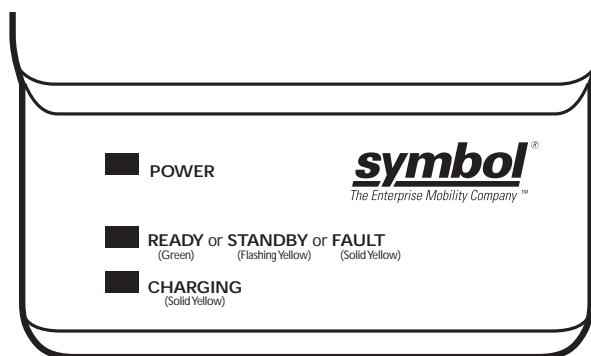 POWER
symbol®
The Enterprise Mobility Company™
READY or STANDBY or FAULT
(Green) (Flashing Yellow) (Solid Yellow)
CHARGING
(Solid Yellow)